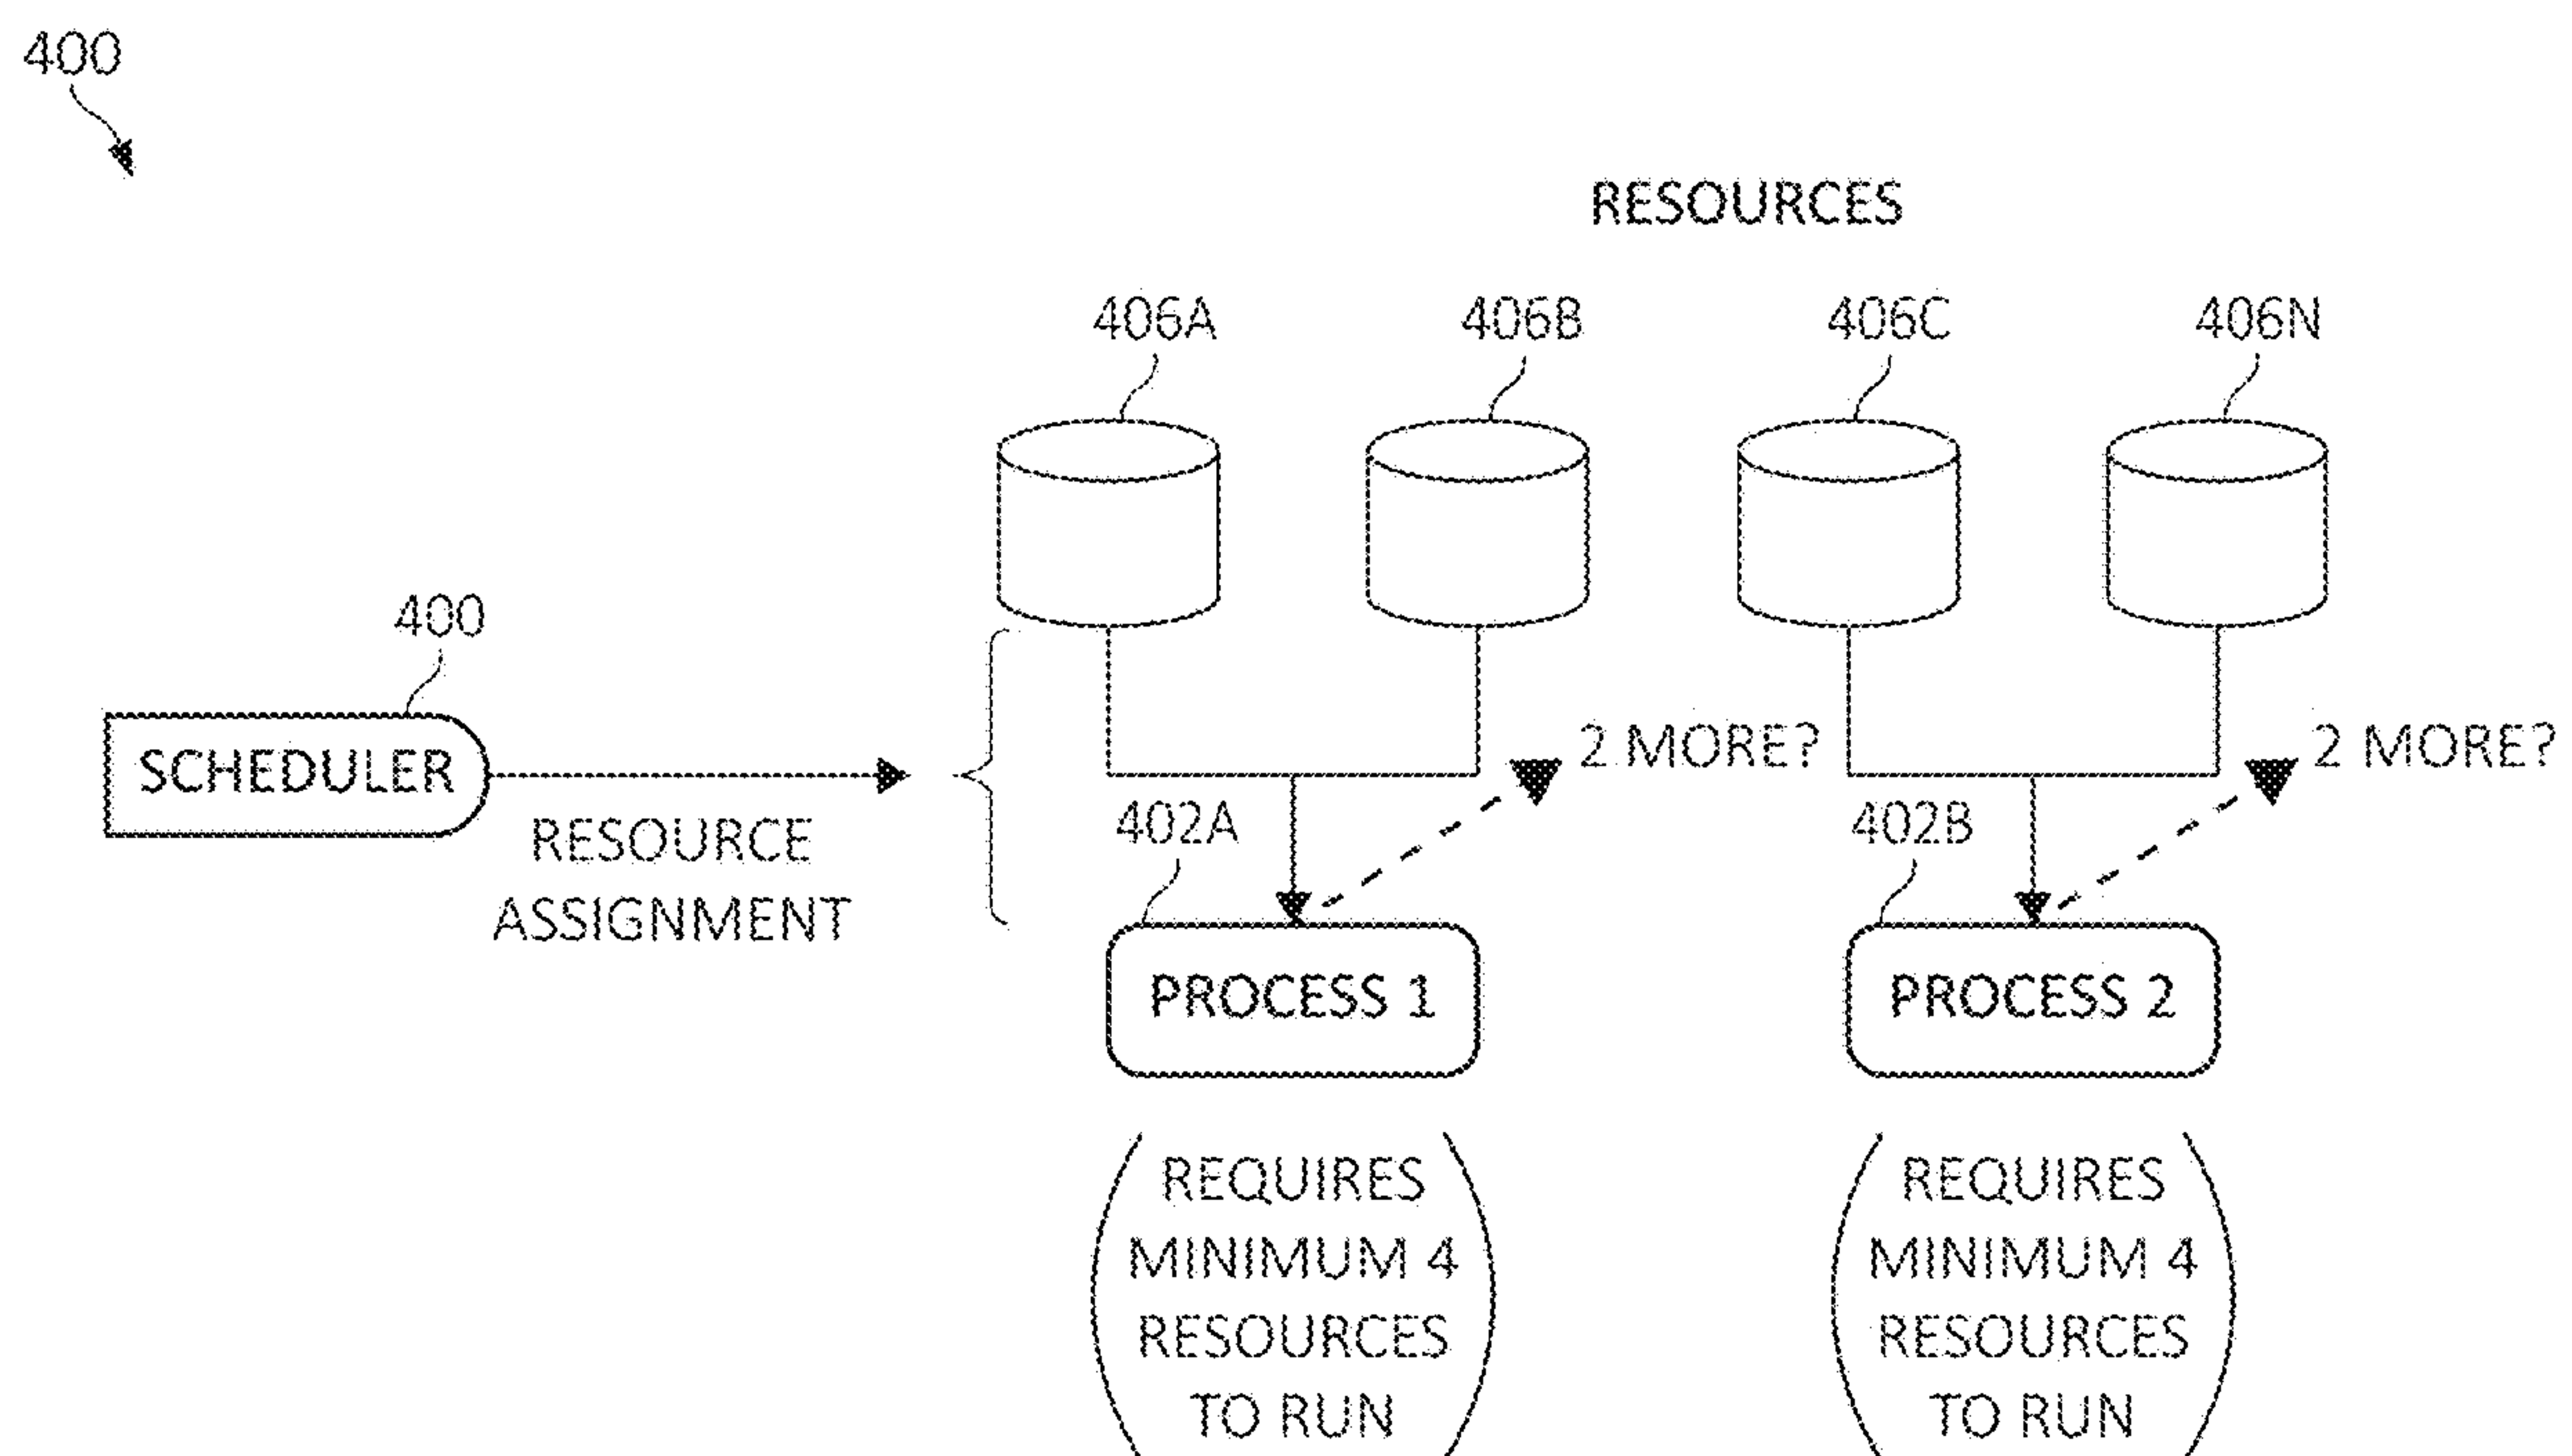 400
RESOURCES
406A
406B
406C
406N
400
SCHEDULER
RESOURCE
ASSIGNMENT
2 MORE?
2 MORE?
402A
402B
PROCESS 1
PROCESS 2
REQUIRES
MINIMUM 4
RESOURCES
TO RUN
REQUIRES
MINIMUM 4
RESOURCES
TO RUN